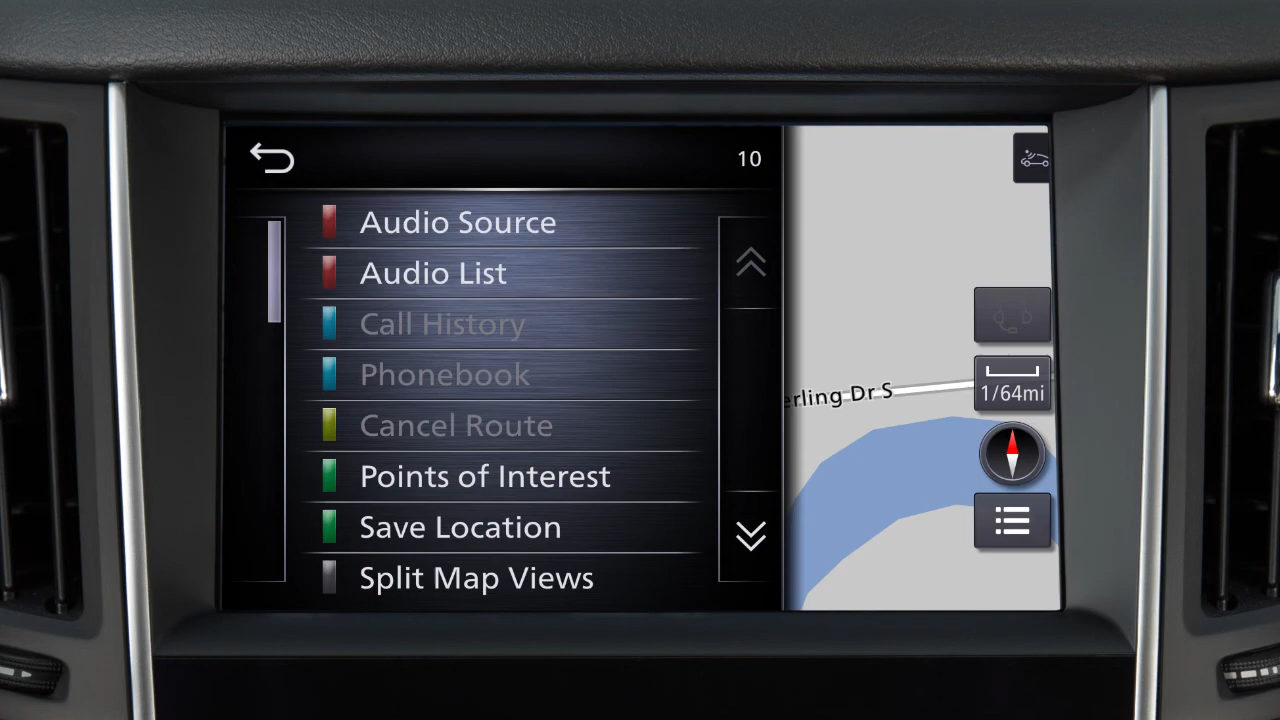 10
Audio Source
Audio List
Call History
Phonebook
Cancel Route
Points of Interest
Save Location
Split Map Views
erling Dr S
1/64mi